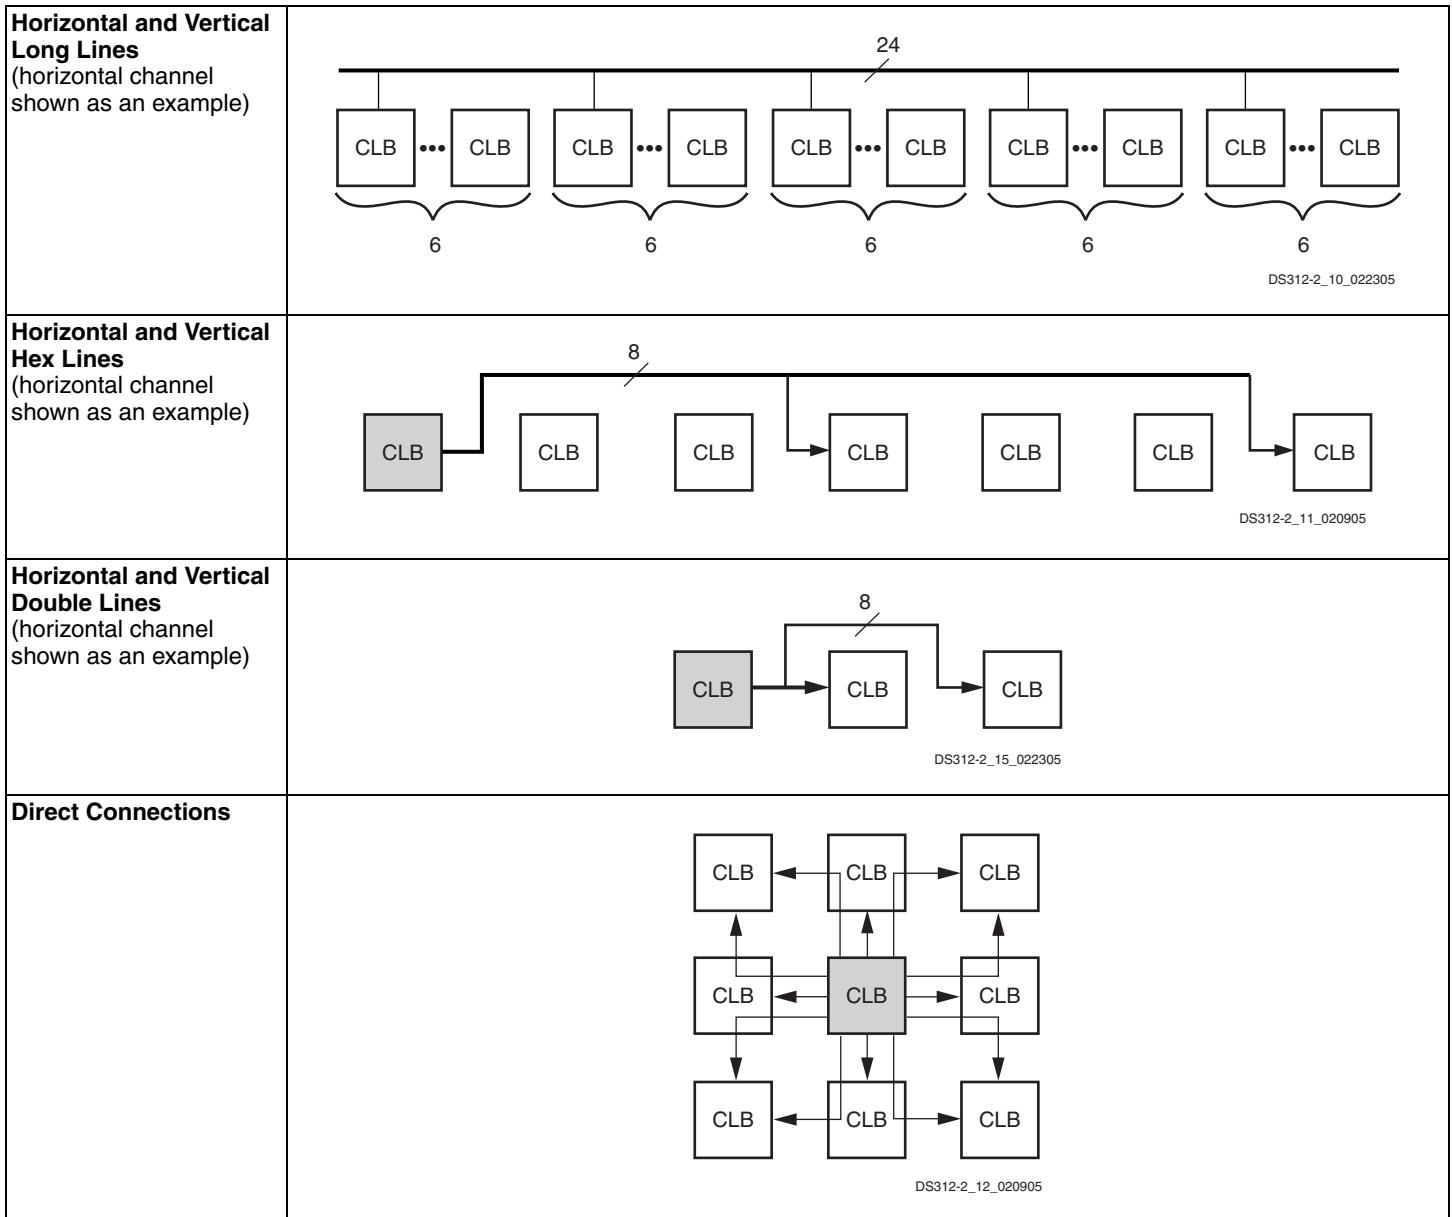 Horizontal and Vertical
Long Lines
(horizontal channel
shown as an example)
24
CLB ••• CLB CLB ••• CLB CLB ••• CLB CLB ••• CLB CLB ••• CLB
6 6 6 6 6
DS312-2_10_022305
Horizontal and Vertical
Hex Lines
(horizontal channel
shown as an example)
8
CLB CLB CLB CLB CLB CLB CLB
DS312-2_11_020905
Horizontal and Vertical
Double Lines
(horizontal channel
shown as an example)
8
CLB CLB CLB
DS312-2_15_022305
Direct Connections
CLB CLB CLB
CLB CLB CLB
CLB CLB CLB
DS312-2_12_020905